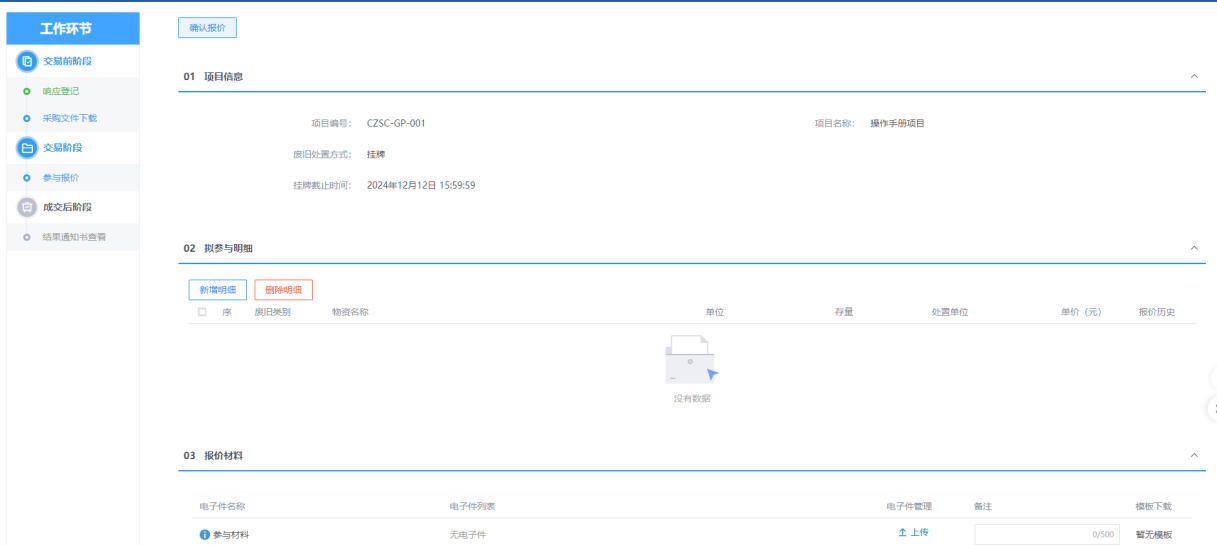 工作环节
确认报价
交易前阶段
响应登记
采购文件下载
交易阶段
参与报价
成交后阶段
结果通知书查看
01 项目信息
项目编号： CZSC-GP-001 项目名称： 操作手册项目
废旧处置方式： 挂牌
挂牌截止时间： 2024年12月12日 15:59:59
02 拟参与明细
新增明细 删除明细
序 废旧类别 物资名称 单位 存量 处置单位 单价（元） 报价历史
没有数据
03 报价材料
电子件名称 电子件列表 电子件管理 备注 模板下载
参与材料 无电子件 上传 0/500 暂无模板